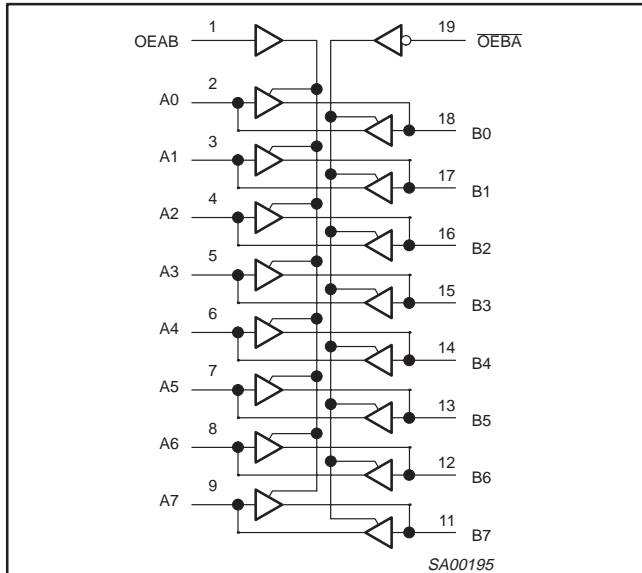 OEAB 1 19 O̅E̅B̅A̅
A0 2
18 B0
A1 3
17 B1
A2 4
16 B2
A3 5
15 B3
A4 6
14 B4
A5 7
13 B5
A6 8
12 B6
A7 9
11 B7
SA00195